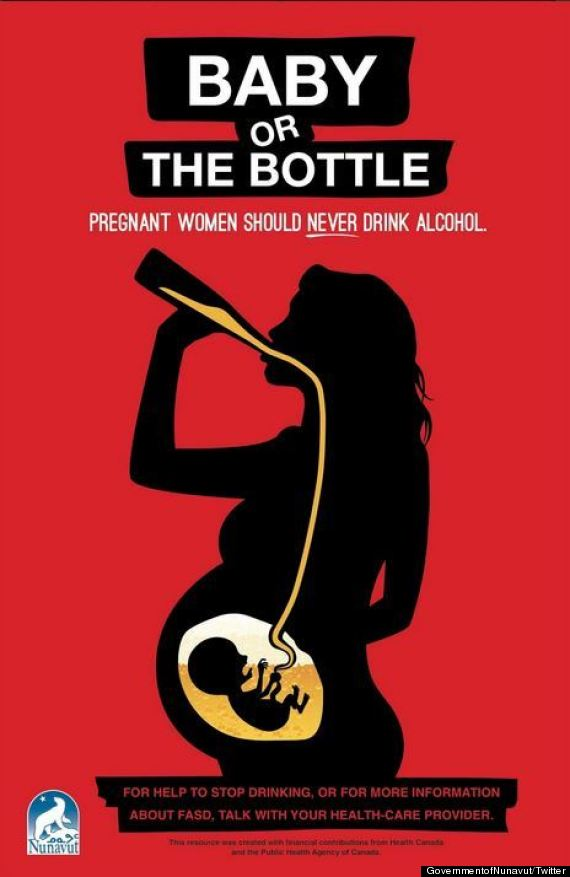 BABY
OR
THE BOTTLE
PREGNANT WOMEN SHOULD NEVER DRINK ALCOHOL.
FOR HELP TO STOP DRINKING, OR FOR MORE INFORMATION
ABOUT FASD, TALK WITH YOUR HEALTH-CARE PROVIDER.
This resource was created with financial contributions from Health Canada
and the Public Health Agency of Canada.
Nunavut
GovernmentofNunavut/Twitter